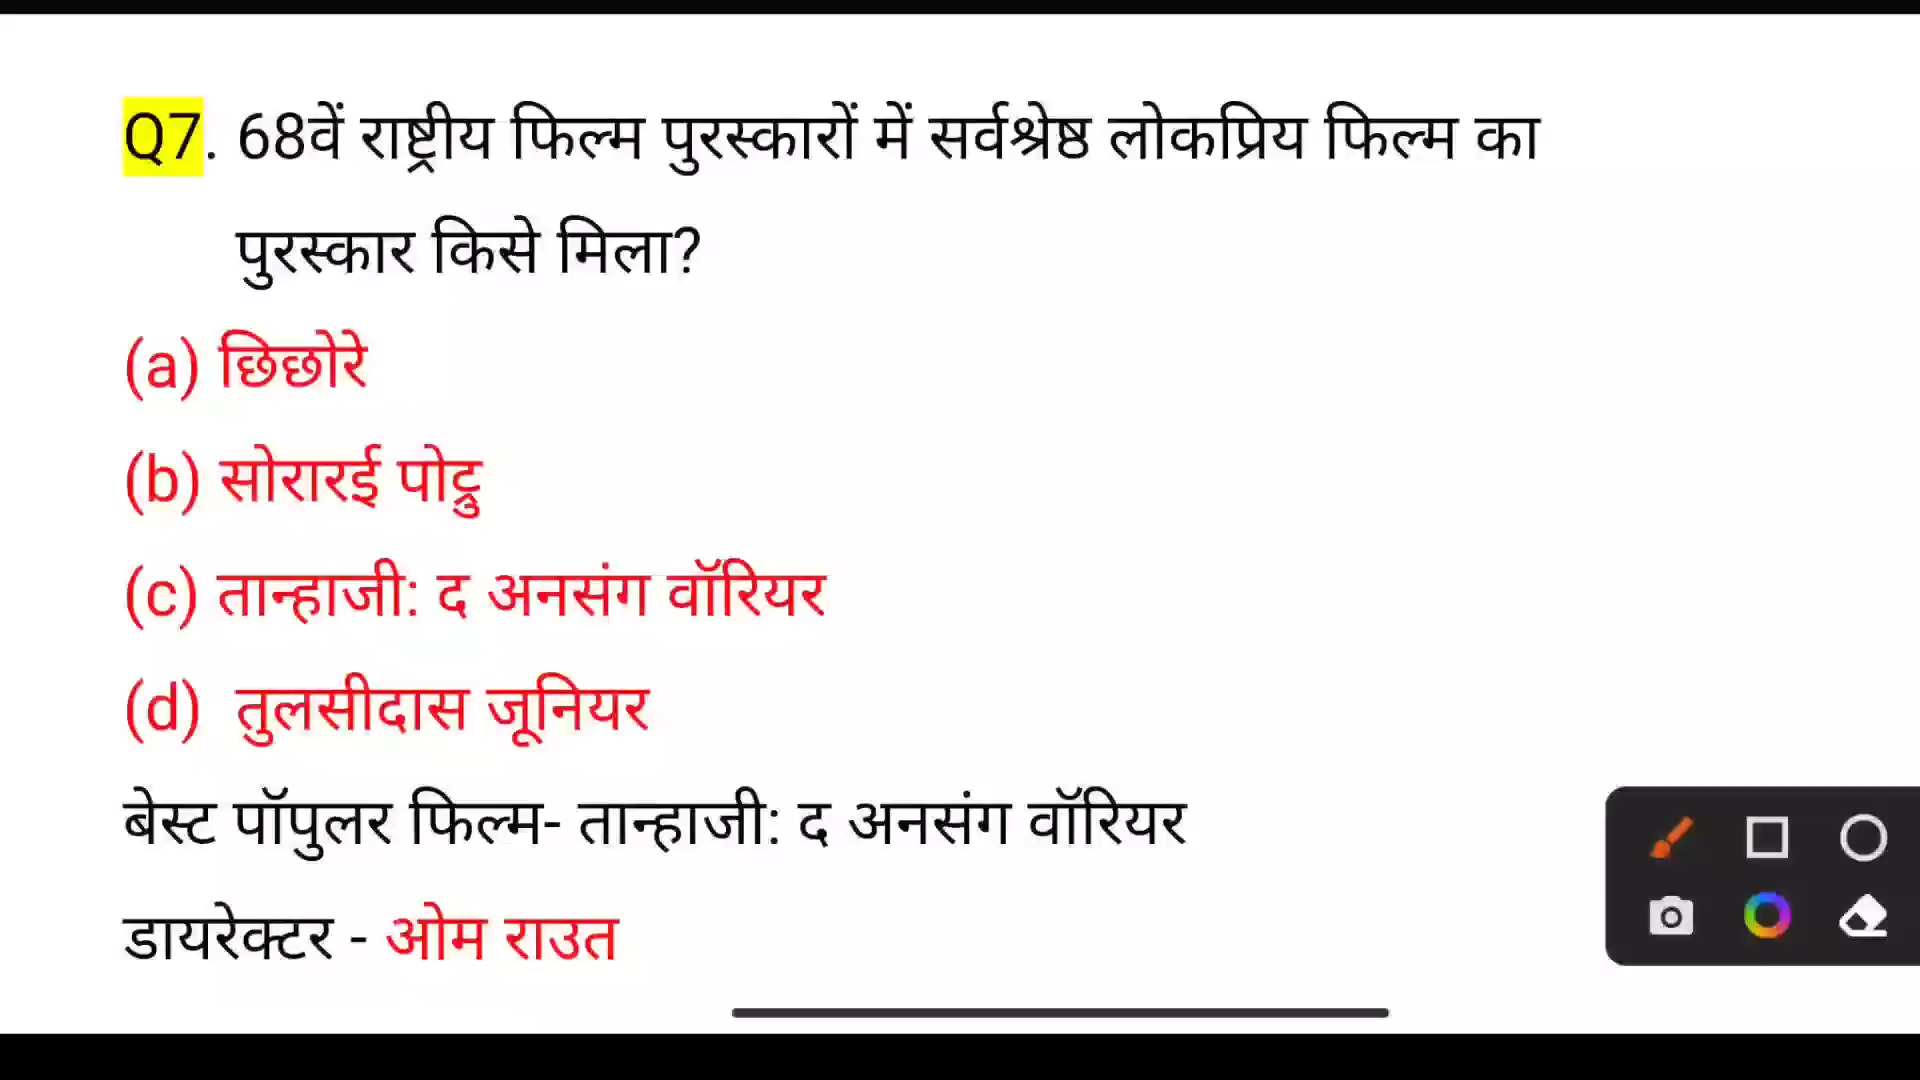 Q7. 68वें राष्ट्रीय फिल्म पुरस्कारों में सर्वश्रेष्ठ लोकप्रिय फिल्म का
पुरस्कार किसे मिला?
(a) छिछोरे
(b) सोरारई पोट्रु
(c) तान्हाजी: द अनसंग वॉरियर
(d) तुलसीदास जूनियर
बेस्ट पॉपुलर फिल्म- तान्हाजी: द अनसंग वॉरियर
डायरेक्टर - ओम राउत